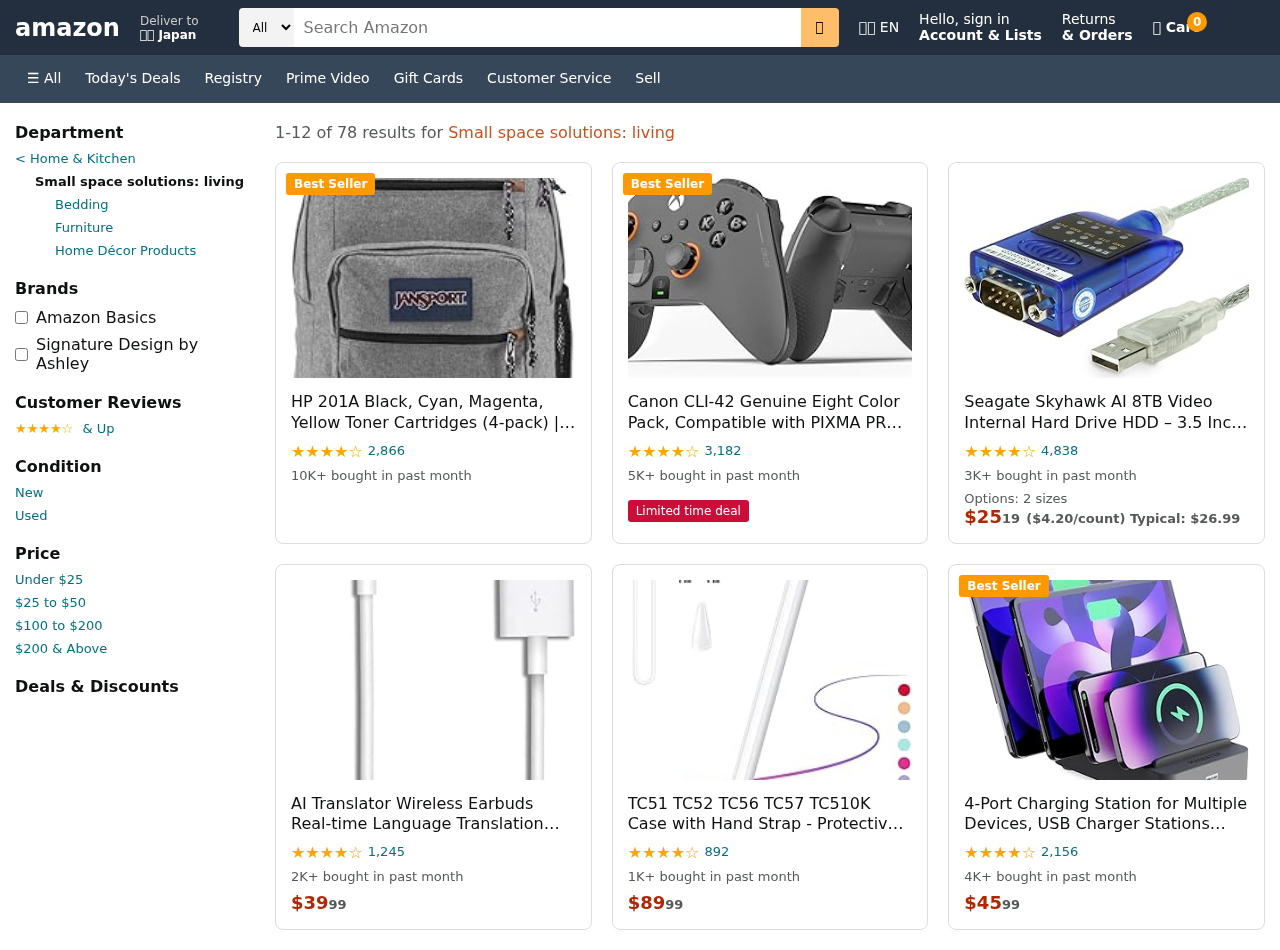 amazon
Deliver to
Japan
All
Search Amazon
EN
Hello, sign in
Account & Lists
Returns
& Orders
0
☰ All
Today's Deals
Registry
Prime Video
Gift Cards
Customer Service
Sell
Department
< Home & Kitchen
Small space solutions: living
Bedding
Furniture
Home Décor Products
Brands
Amazon Basics
Signature Design by
Ashley
Customer Reviews
★★★★☆ & Up
Condition
New
Used
Price
Under $25
$25 to $50
$100 to $200
$200 & Above
Deals & Discounts
1-12 of 78 results for Small space solutions: living
Best Seller
JANSPORT
HP 201A Black, Cyan, Magenta,
Yellow Toner Cartridges (4-pack) |...
★★★★☆ 2,866
10K+ bought in past month
Best Seller
Y
X
B
A
Canon CLI-42 Genuine Eight Color
Pack, Compatible with PIXMA PR...
★★★★☆ 3,182
5K+ bought in past month
Limited time deal
Seagate Skyhawk AI 8TB Video
Internal Hard Drive HDD – 3.5 Inc...
★★★★☆ 4,838
3K+ bought in past month
Options: 2 sizes
$25 19 ($4.20/count) Typical: $26.99
AI Translator Wireless Earbuds
Real-time Language Translation...
★★★★☆ 1,245
2K+ bought in past month
$39 99
TC51 TC52 TC56 TC57 TC510K
Case with Hand Strap - Protectiv...
★★★★☆ 892
1K+ bought in past month
$89 99
Best Seller
4-Port Charging Station for Multiple
Devices, USB Charger Stations...
★★★★☆ 2,156
4K+ bought in past month
$45 99